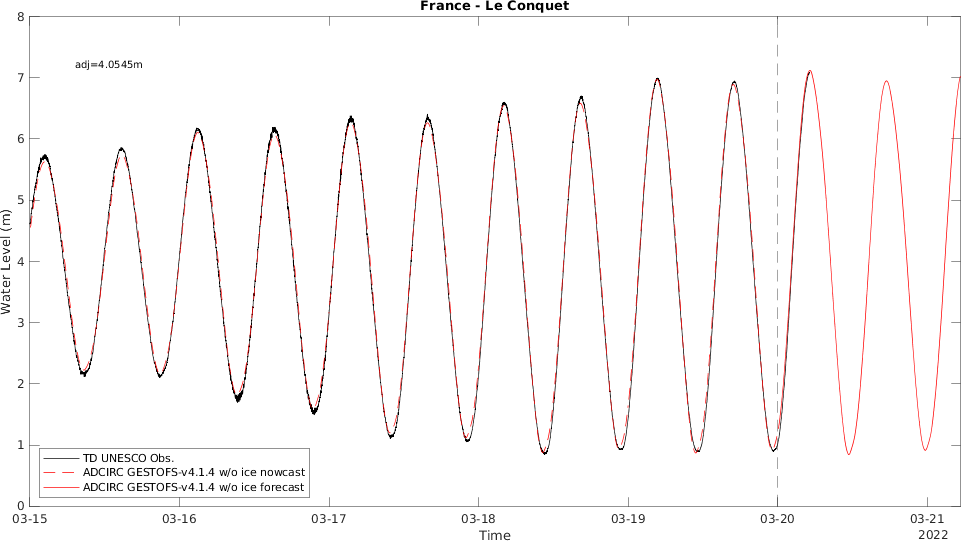 France - Le Conquet
adj=4.0545m
8
7
6
5
4
3
2
1
0
Water Level (m)
TD UNESCO Obs.
ADCIRC GESTOFS-v4.1.4 w/o ice nowcast
ADCIRC GESTOFS-v4.1.4 w/o ice forecast
03-15 03-16 03-17 03-18 03-19 03-20 03-21
Time 2022